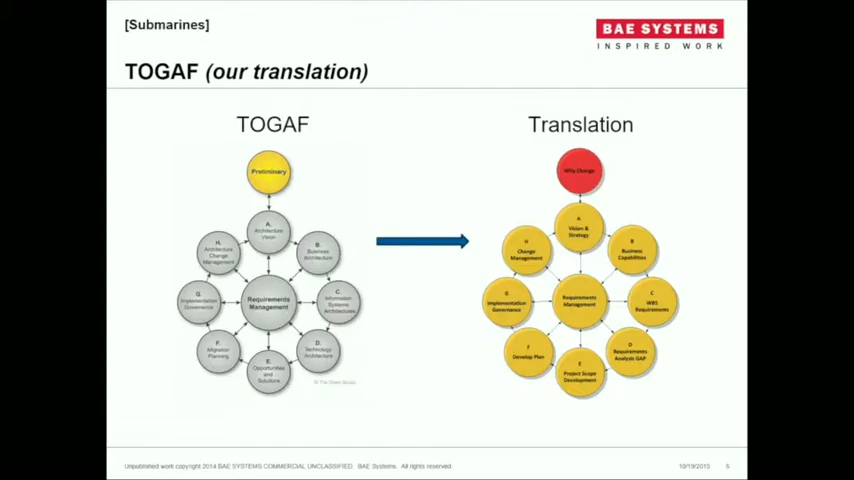 [Submarines]
BAE SYSTEMS
INSPIRED WORK
TOGAF (our translation)
TOGAF
Preliminary
A.
Architecture
Vision
B.
Business
Architecture
C.
Information
Systems
Architectures
D.
Technology
Architecture
E.
Opportunities
and
Solutions
F.
Migration
Planning
G.
Implementation
Governance
H.
Architecture
Change
Management
Requirements
Management
© The Open Group
Translation
Why Change
A
Vision &
Strategy
B
Business
Capabilities
C
WBS
Requirements
D
Requirements
Analysis GAP
E
Project Scope
Development
F
Develop Plan
G
Implementation
Governance
H
Change
Management
Requirements
Management
Unpublished work copyright 2014 BAE SYSTEMS COMMERCIAL UNCLASSIFIED. BAE Systems. All rights reserved.
10/19/2015
5